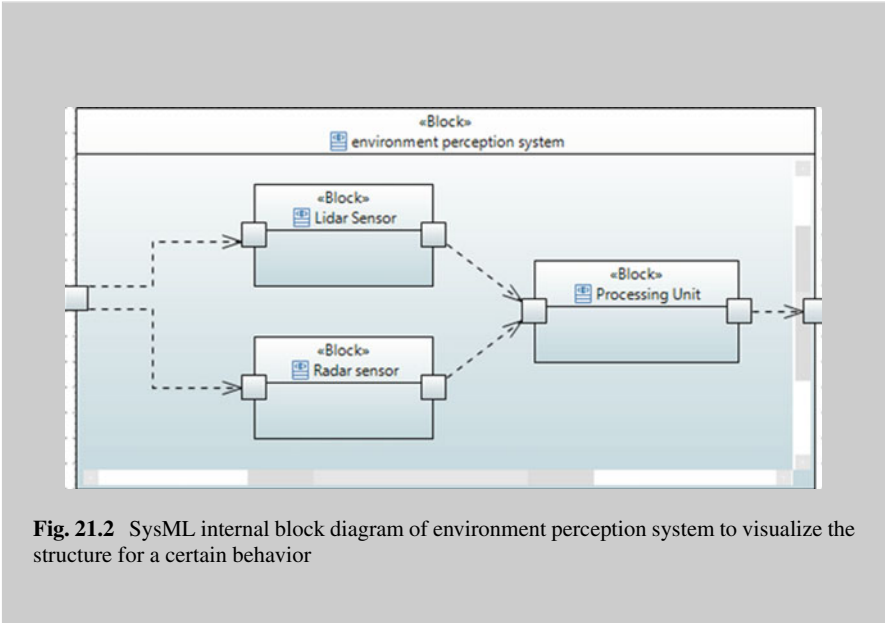 «Block»
environment perception system
«Block»
Lidar Sensor
«Block»
Processing Unit
«Block»
Radar sensor
Fig. 21.2 SysML internal block diagram of environment perception system to visualize the
structure for a certain behavior